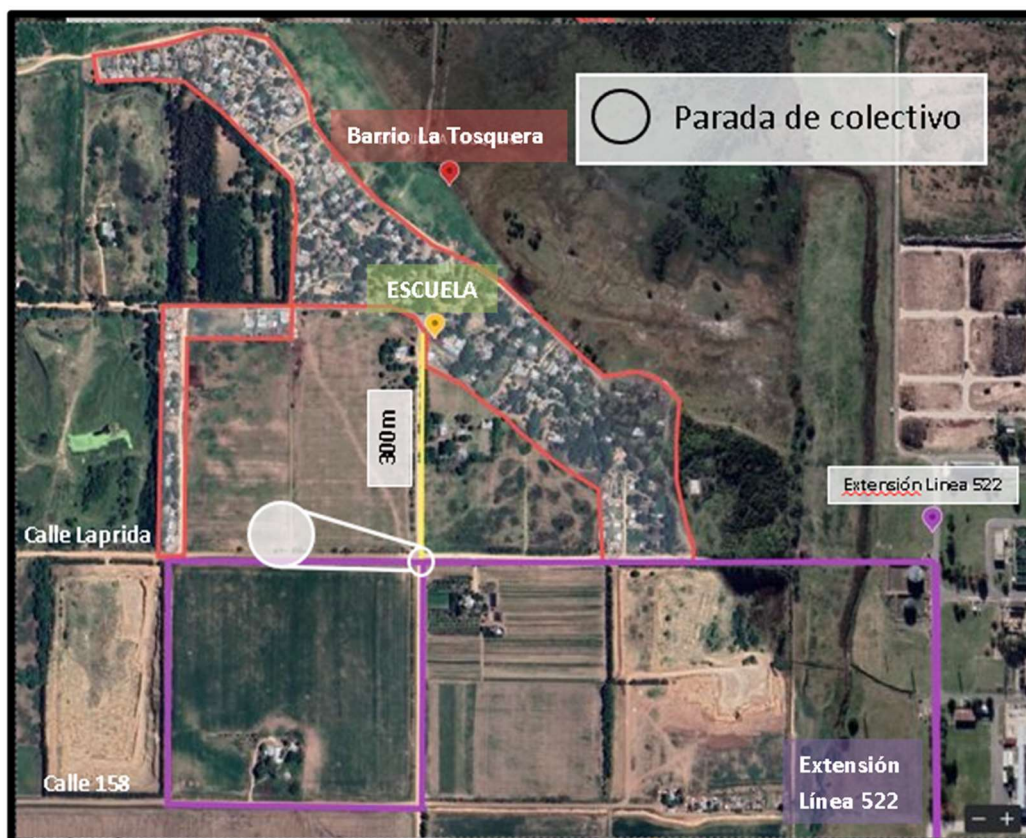 Parada de colectivo
Barrio La Tosquera
ESCUELA
300m
Extensión Linea 522
Calle Laprida
Calle 158
Extensión
Línea 522